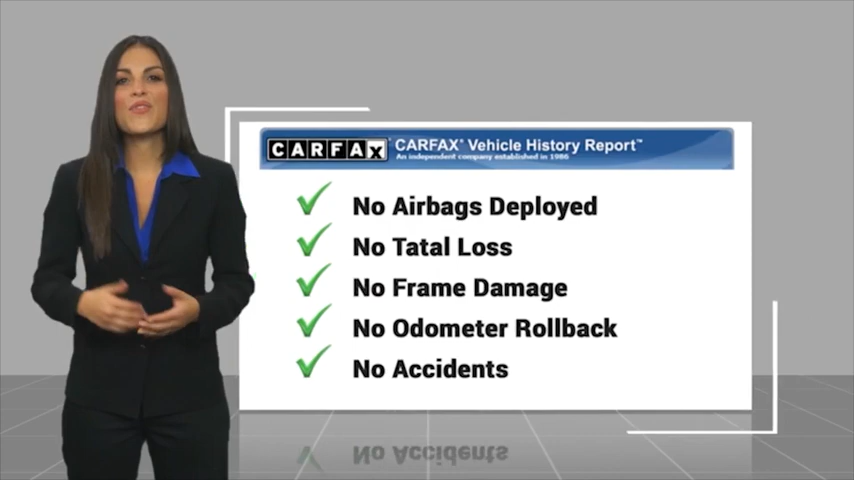 CARFAX CARFAX® Vehicle History Report™
An independent company established in 1986
No Airbags Deployed
No Tatal Loss
No Frame Damage
No Odometer Rollback
No Accidents
No Accidents